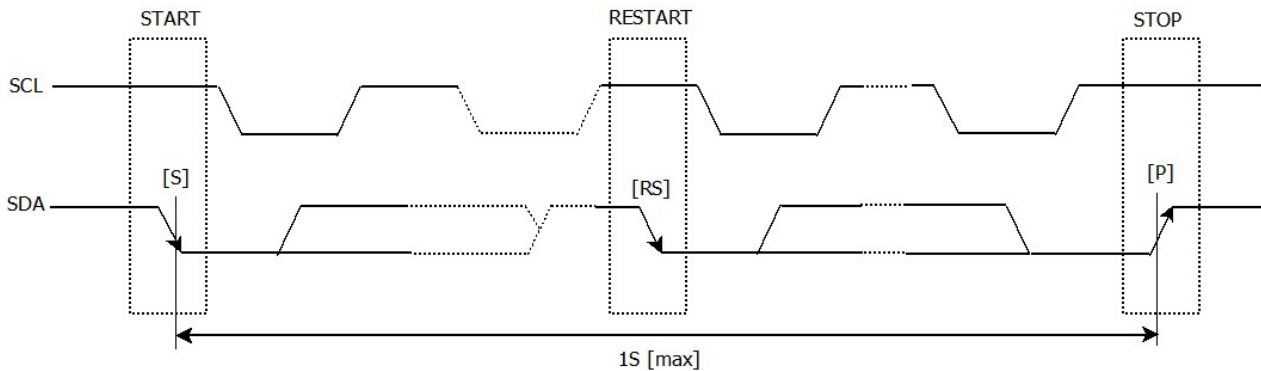 START RESTART STOP
SCL
[S] [RS] [P]
SDA
1S [max]